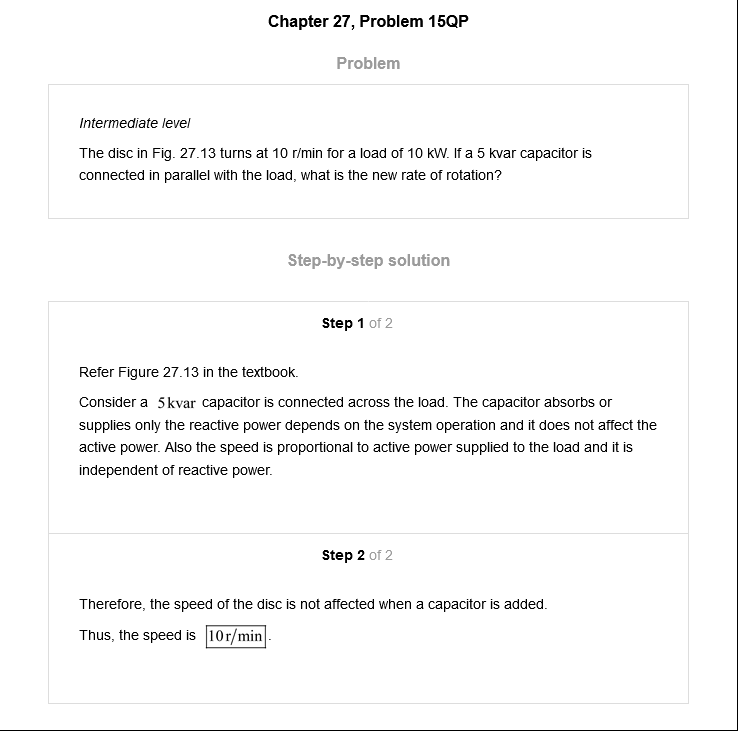 Chapter 27, Problem 15QP
Problem
Intermediate level
The disc in Fig. 27.13 turns at 10 r/min for a load of 10 kW. If a 5 kvar capacitor is
connected in parallel with the load, what is the new rate of rotation?
Step-by-step solution
Step 1 of 2
Refer Figure 27.13 in the textbook.
Consider a 5 kvar capacitor is connected across the load. The capacitor absorbs or
supplies only the reactive power depends on the system operation and it does not affect the
active power. Also the speed is proportional to active power supplied to the load and it is
independent of reactive power.
Step 2 of 2
Therefore, the speed of the disc is not affected when a capacitor is added.
Thus, the speed is 10 r/min.